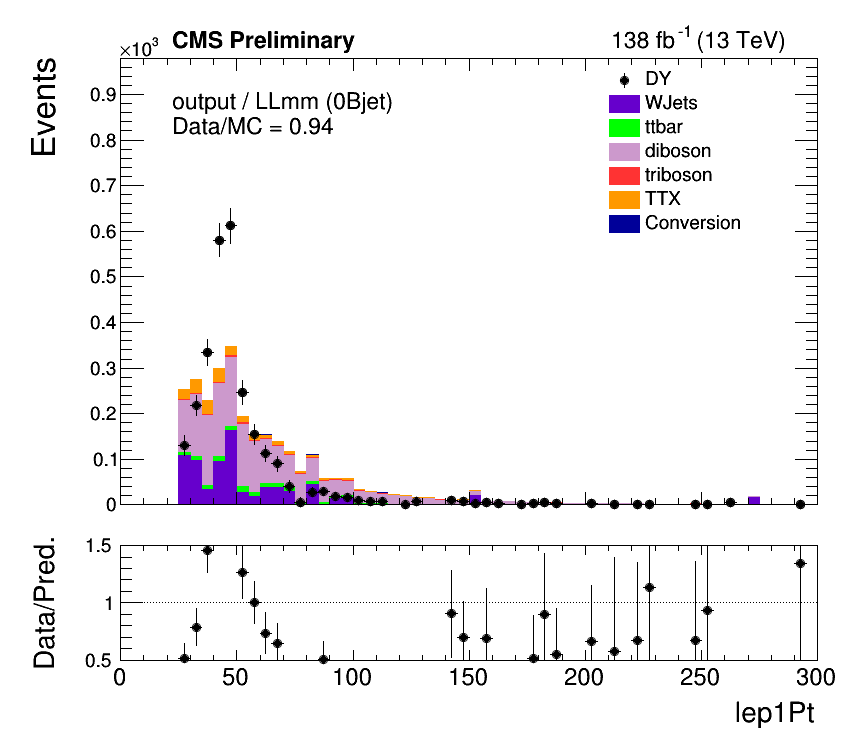 ×10³
CMS Preliminary
138 fb⁻¹ (13 TeV)
Events
output / LLmm (0Bjet)
Data/MC = 0.94
DY
WJets
ttbar
diboson
triboson
TTX
Conversion
0.9
0.8
0.7
0.6
0.5
0.4
0.3
0.2
0.1
0
Data/Pred.
1.5
1
0.5
0 50 100 150 200 250 300
lep1Pt